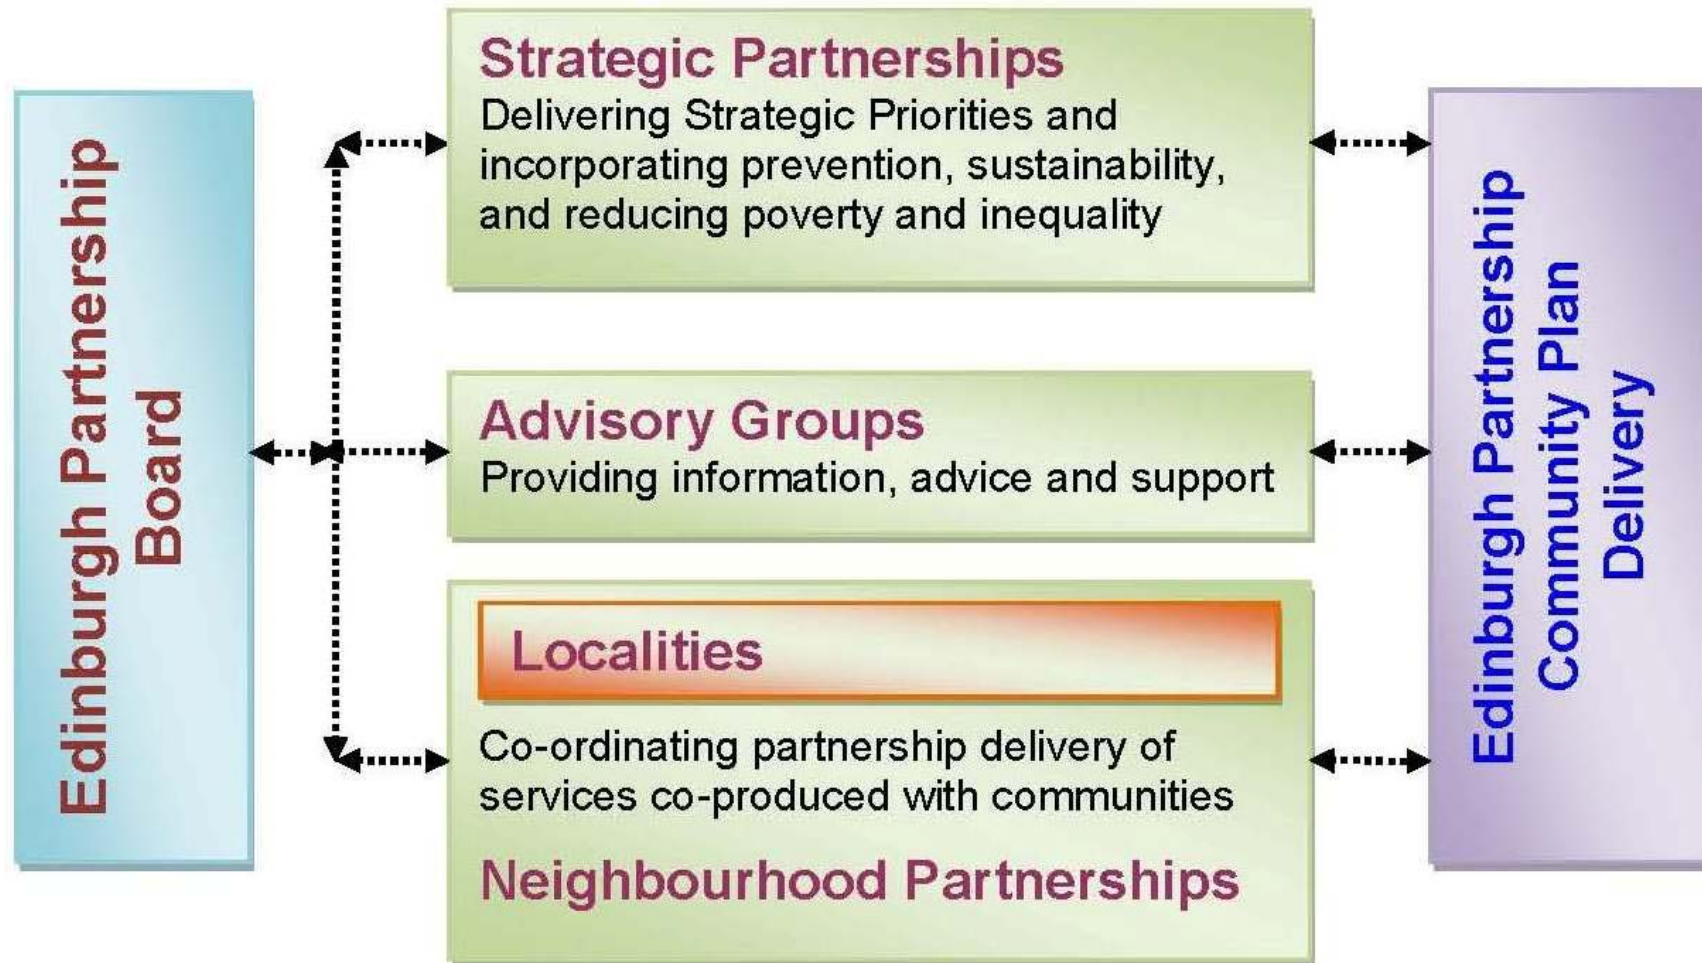 Edinburgh Partnership
Board
Strategic Partnerships
Delivering Strategic Priorities and
incorporating prevention, sustainability,
and reducing poverty and inequality
Advisory Groups
Providing information, advice and support
Localities
Co-ordinating partnership delivery of
services co-produced with communities
Neighbourhood Partnerships
Edinburgh Partnership
Community Plan
Delivery